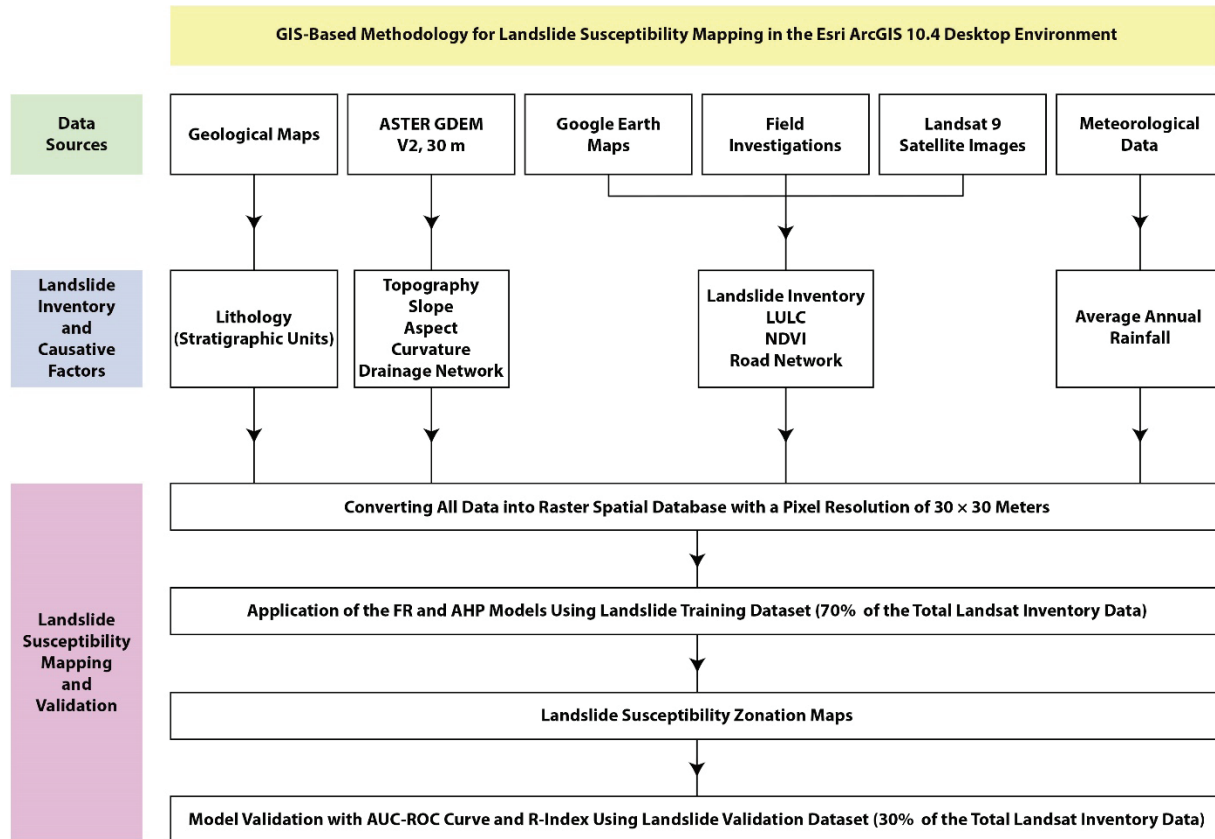 GIS-Based Methodology for Landslide Susceptibility Mapping in the Esri ArcGIS 10.4 Desktop Environment
Data
Sources
Geological Maps
ASTER GDEM
V2, 30 m
Google Earth
Maps
Field
Investigations
Landsat 9
Satellite Images
Meteorological
Data
Landslide
Inventory
and
Causative
Factors
Lithology
(Stratigraphic Units)
Topography
Slope
Aspect
Curvature
Drainage Network
Landslide Inventory
LULC
NDVI
Road Network
Average Annual
Rainfall
Landslide
Susceptibility
Mapping
and
Validation
Converting All Data into Raster Spatial Database with a Pixel Resolution of 30 × 30 Meters
Application of the FR and AHP Models Using Landslide Training Dataset (70% of the Total Landsat Inventory Data)
Landslide Susceptibility Zonation Maps
Model Validation with AUC-ROC Curve and R-Index Using Landslide Validation Dataset (30% of the Total Landsat Inventory Data)